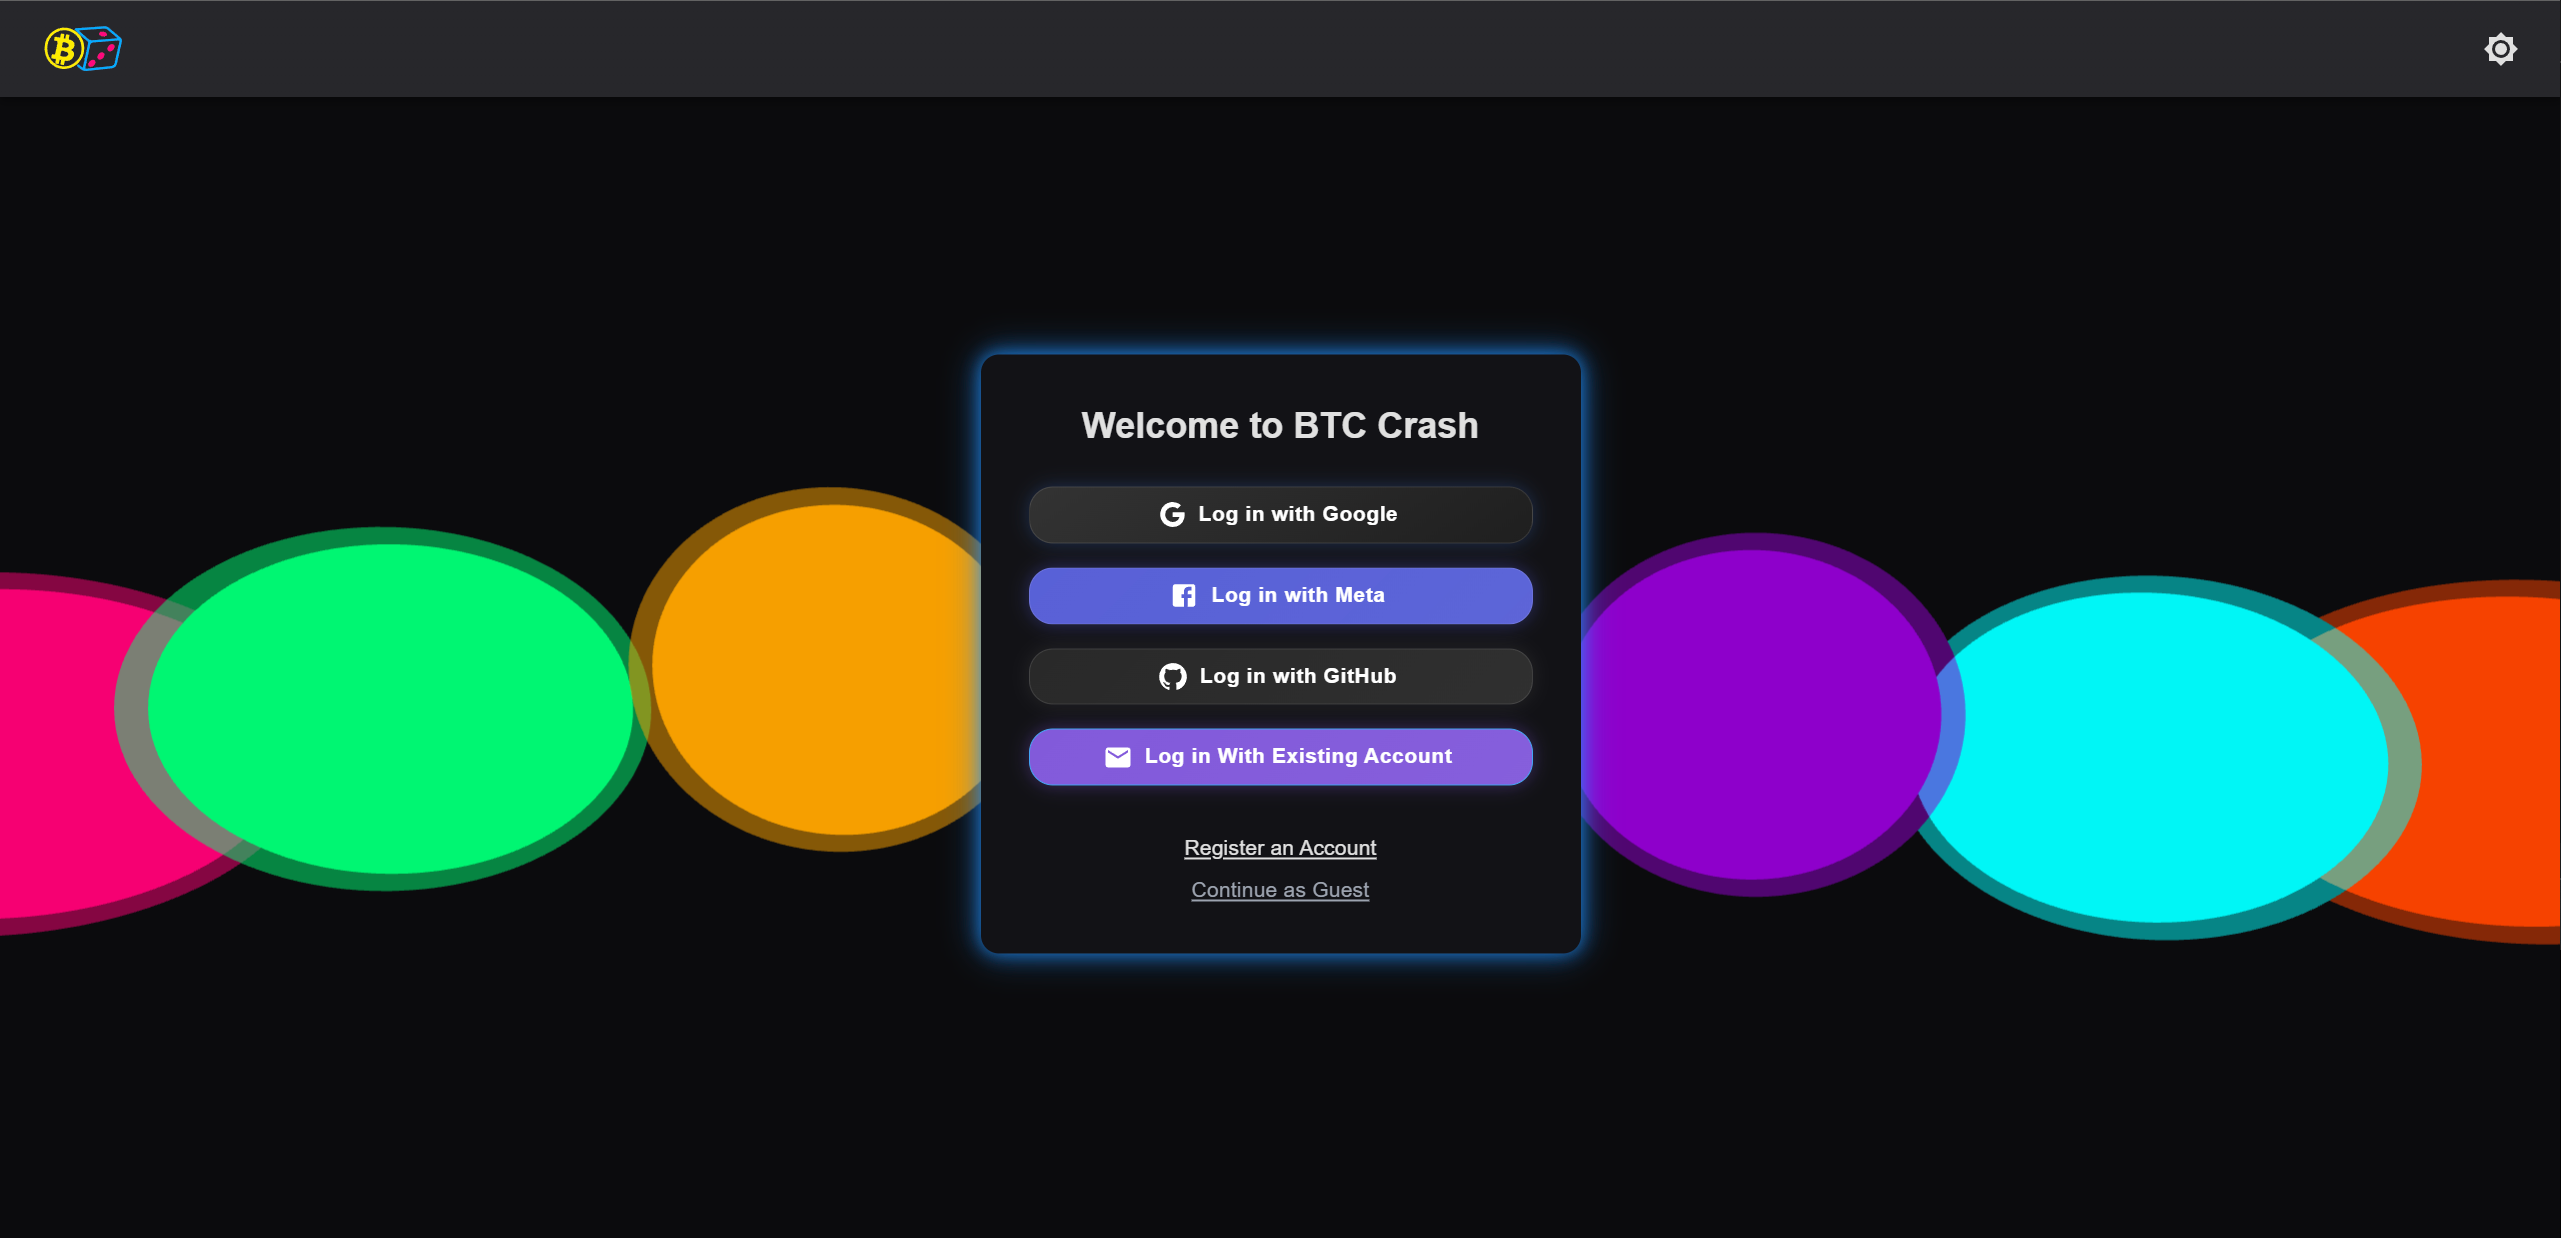 Welcome to BTC Crash
Log in with Google
Log in with Meta
Log in with GitHub
Log in With Existing Account
Register an Account
Continue as Guest